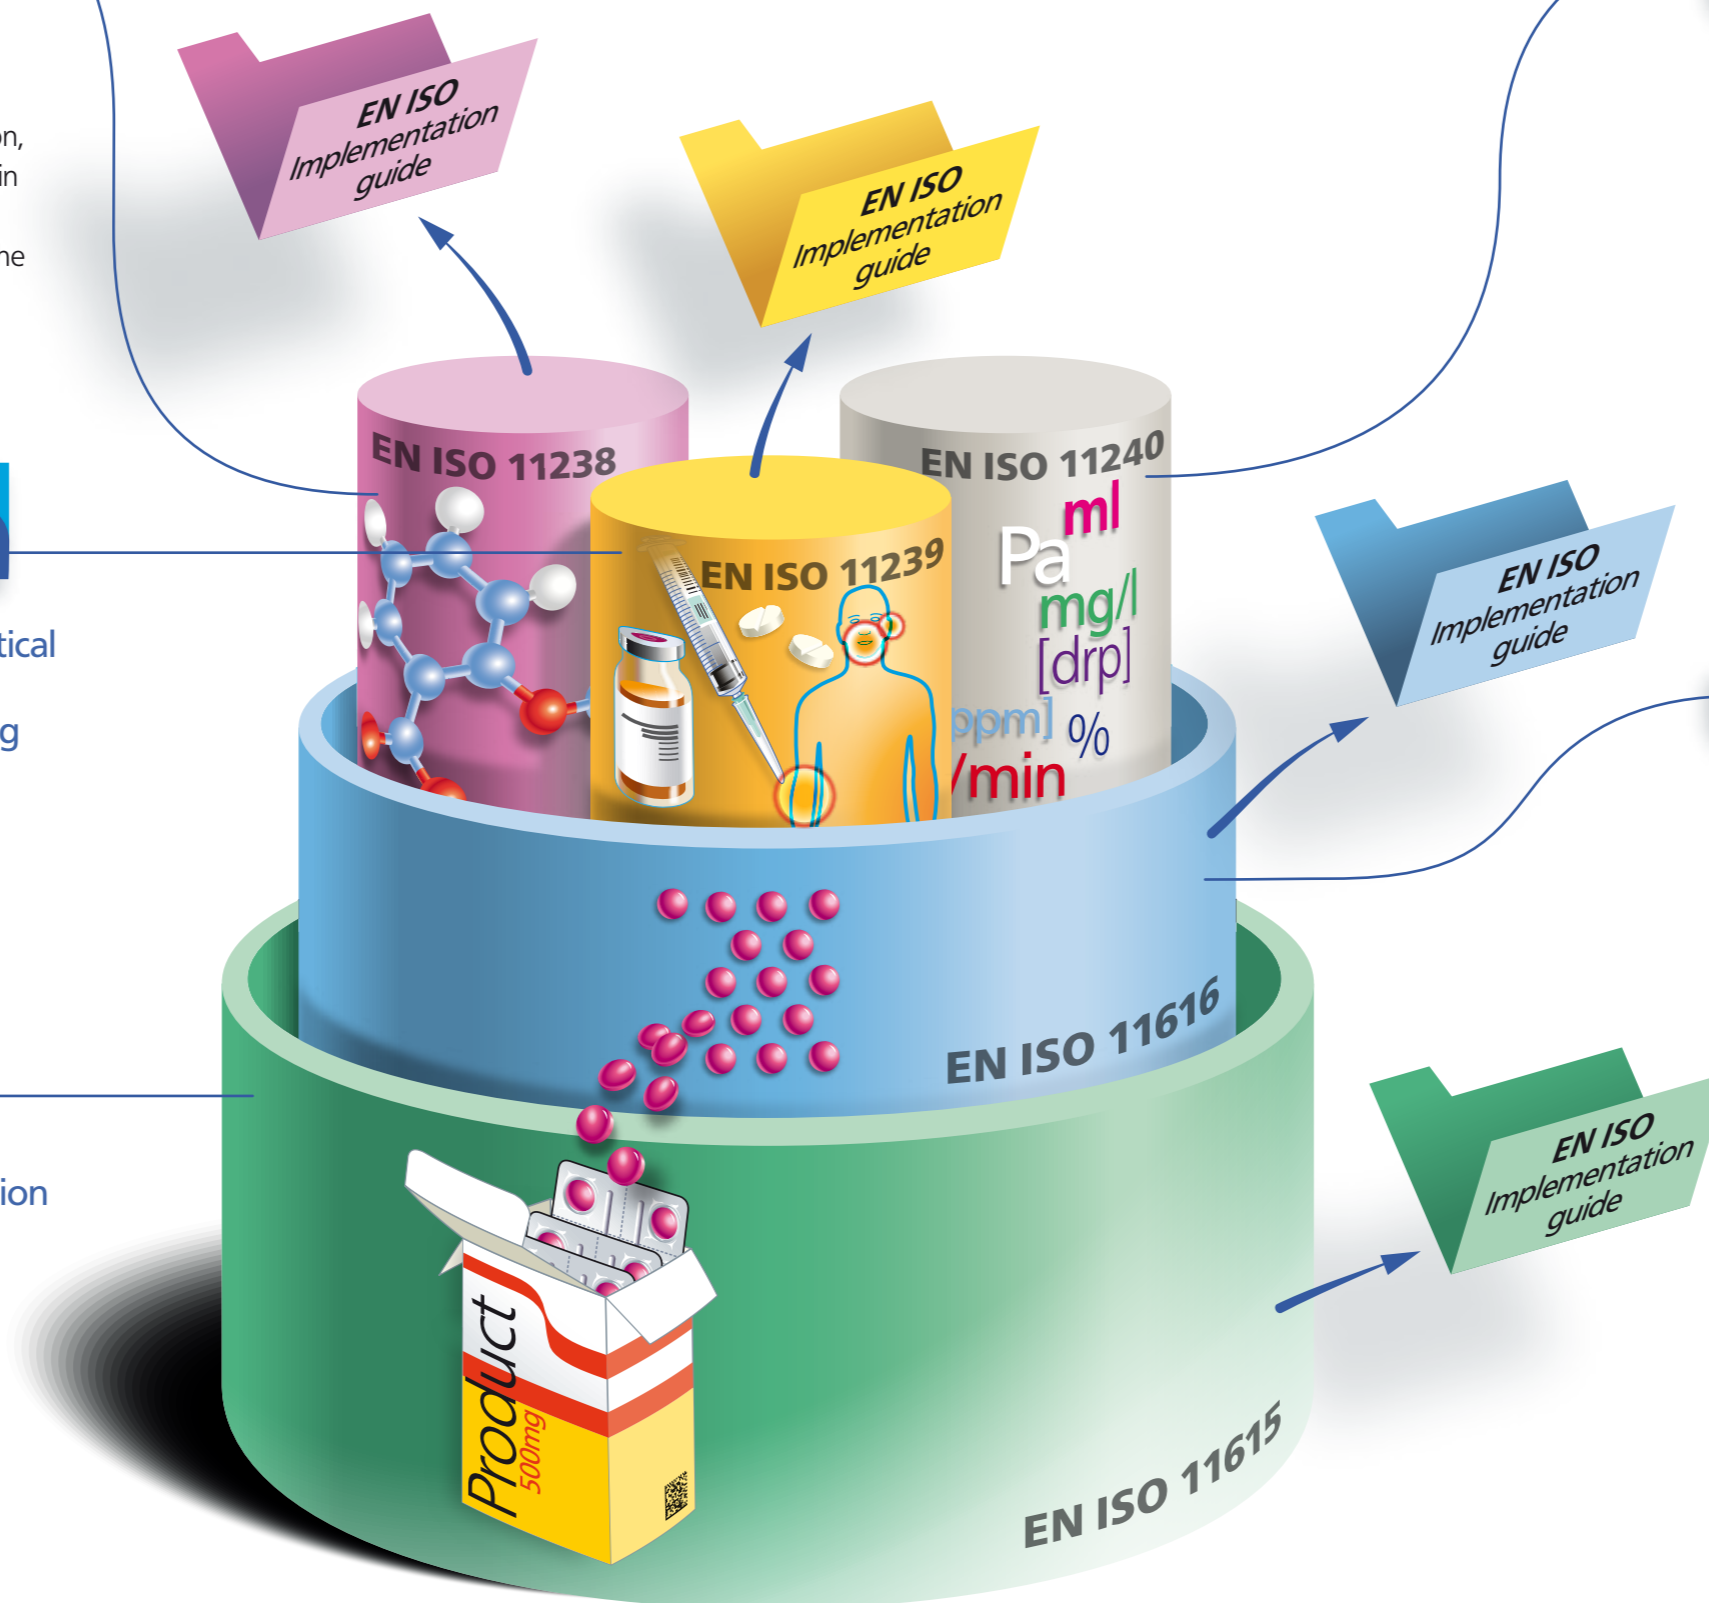 EN ISO
Implementation
guide
EN ISO
Implementation
guide
EN ISO 11238
EN ISO 11240
ml
Pa
mg/l
[drp]
ppm]
%
/min
EN ISO 11239
EN ISO
Implementation
guide
tical
g
EN ISO 11616
EN ISO
Implementation
guide
ion
Product
500mg
EN ISO 11615
on,
in
ne